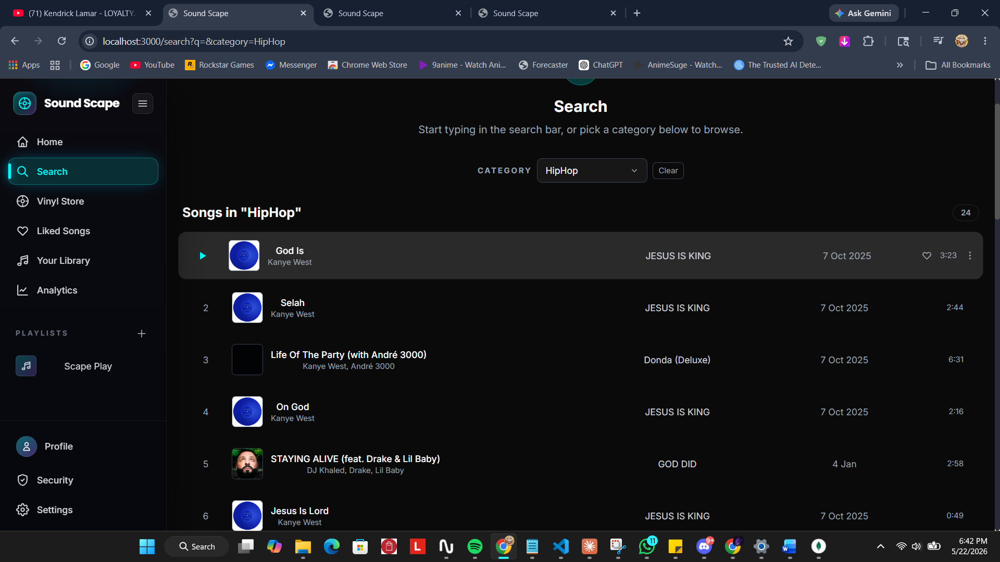 (71) Kendrick Lamar - LOYALTY.
Sound Scape
Sound Scape
Sound Scape
Ask Gemini
localhost:3000/search?q=&category=HipHop
Apps
Google
YouTube
Rockstar Games
Messenger
Chrome Web Store
9anime - Watch Ani...
Forecaster
ChatGPT
AnimeSuge - Watch...
The Trusted AI Dete...
All Bookmarks
Sound Scape
Home
Search
Vinyl Store
Liked Songs
Your Library
Analytics
PLAYLISTS
Scape Play
Profile
Security
Settings
Search
Start typing in the search bar, or pick a category below to browse.
CATEGORY HipHop Clear
Songs in "HipHop" 24
God Is
Kanye West
JESUS IS KING 7 Oct 2025 3:23
2 Selah
Kanye West
JESUS IS KING 7 Oct 2025 2:44
3 Life Of The Party (with André 3000)
Kanye West, André 3000
Donda (Deluxe) 7 Oct 2025 6:31
4 On God
Kanye West
JESUS IS KING 7 Oct 2025 2:16
5 STAYING ALIVE (feat. Drake & Lil Baby)
DJ Khaled, Drake, Lil Baby
GOD DID 4 Jan 2:58
6 Jesus Is Lord
Kanye West
JESUS IS KING 7 Oct 2025 0:49
Search
L
11
9+
6:42 PM
5/22/2026